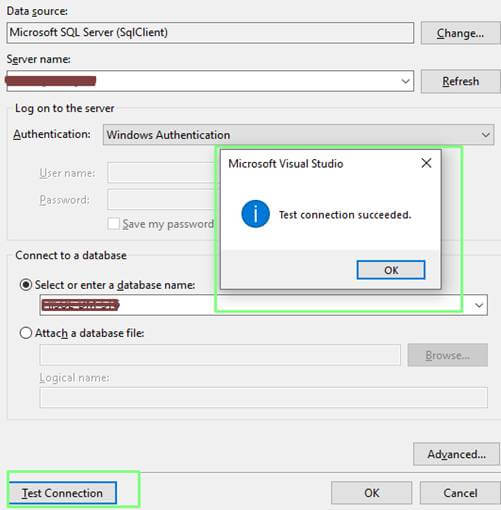 Data source:
Microsoft SQL Server (SqlClient)
Change...
Server name:
Refresh
Log on to the server
Authentication:
Windows Authentication
User name:
Password:
Save my password
Microsoft Visual Studio
Test connection succeeded.
OK
Connect to a database
Select or enter a database name:
Attach a database file:
Browse...
Logical name:
Advanced...
Test Connection
OK
Cancel